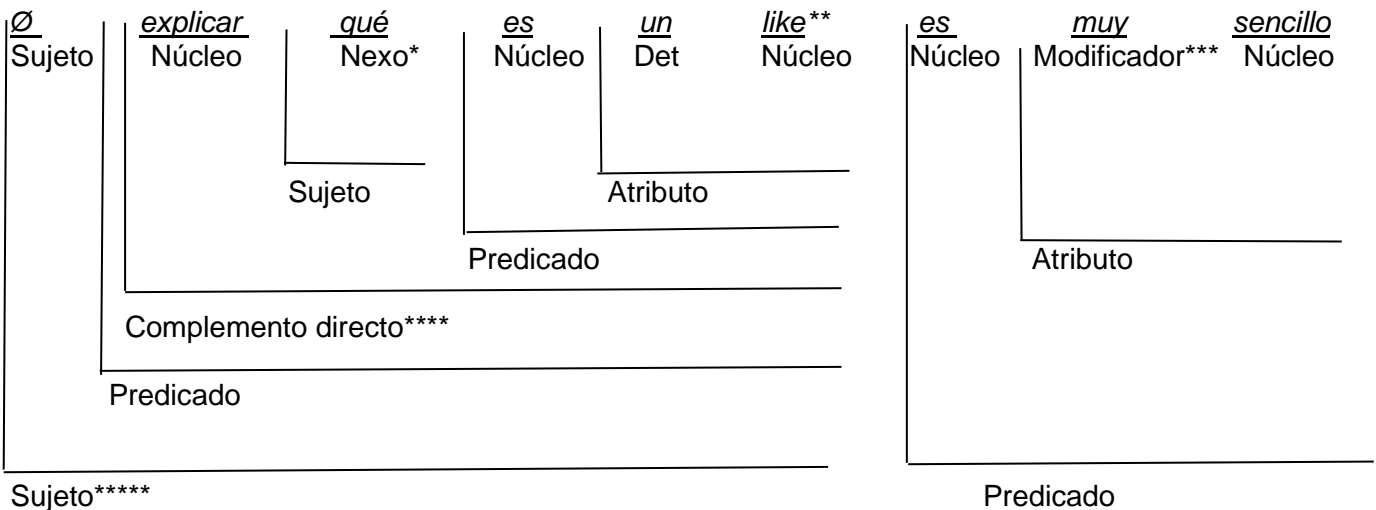 Ø explicar qué es un like** es muy sencillo
Sujeto Núcleo Nexo* Núcleo Det Núcleo Núcleo Modificador*** Núcleo
Sujeto Atributo
Predicado Atributo
Complemento directo****
Predicado
Sujeto***** Predicado